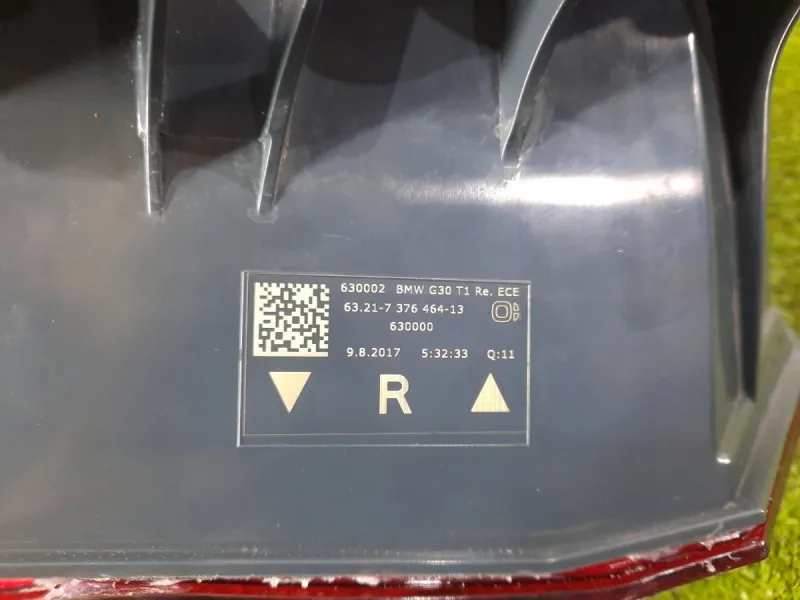 630002 BMW G30 T1 Re. ECE
63.21-7 376 464-13
630000
9.8.2017 5:32:33 Q:11
R